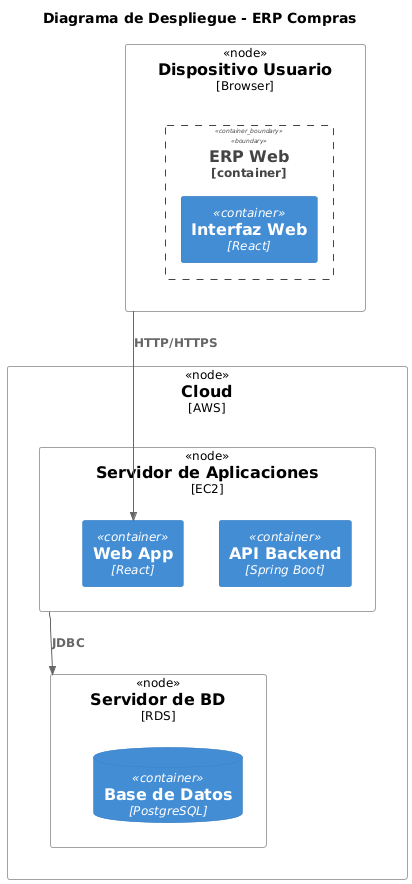 Diagrama de Despliegue - ERP Compras
«node»
Dispositivo Usuario
[Browser]
«container_boundary»
«boundary»
ERP Web
[container]
«container»
Interfaz Web
[React]
HTTP/HTTPS
«node»
Cloud
[AWS]
«node»
Servidor de Aplicaciones
[EC2]
«container»
Web App
[React]
«container»
API Backend
[Spring Boot]
JDBC
«node»
Servidor de BD
[RDS]
«container»
Base de Datos
[PostgreSQL]